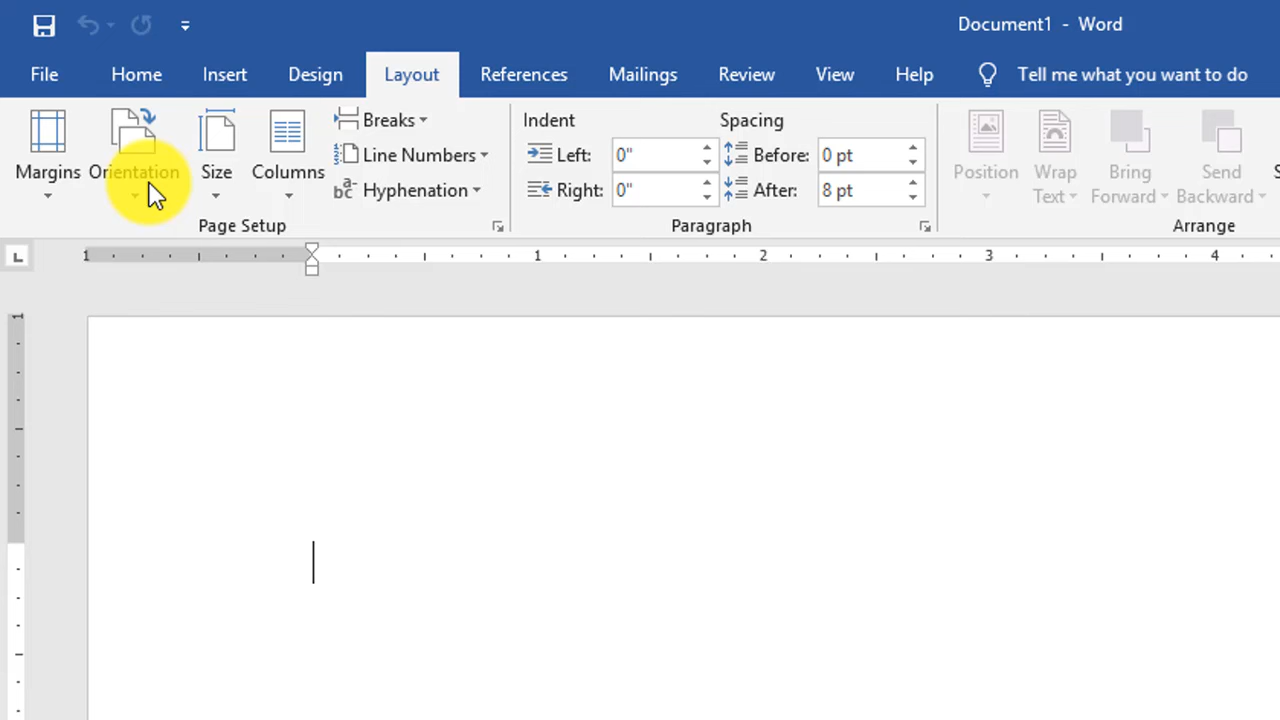 Document1 - Word
File Home Insert Design Layout References Mailings Review View Help Tell me what you want to do
Margins Orientation Size Columns
Breaks
Line Numbers
Hyphenation
Page Setup
Indent Spacing
Left: 0" Before: 0 pt
Right: 0" After: 8 pt
Paragraph
Position Wrap Text Bring Forward Send Backward
Arrange
1 1 2 3 4
1